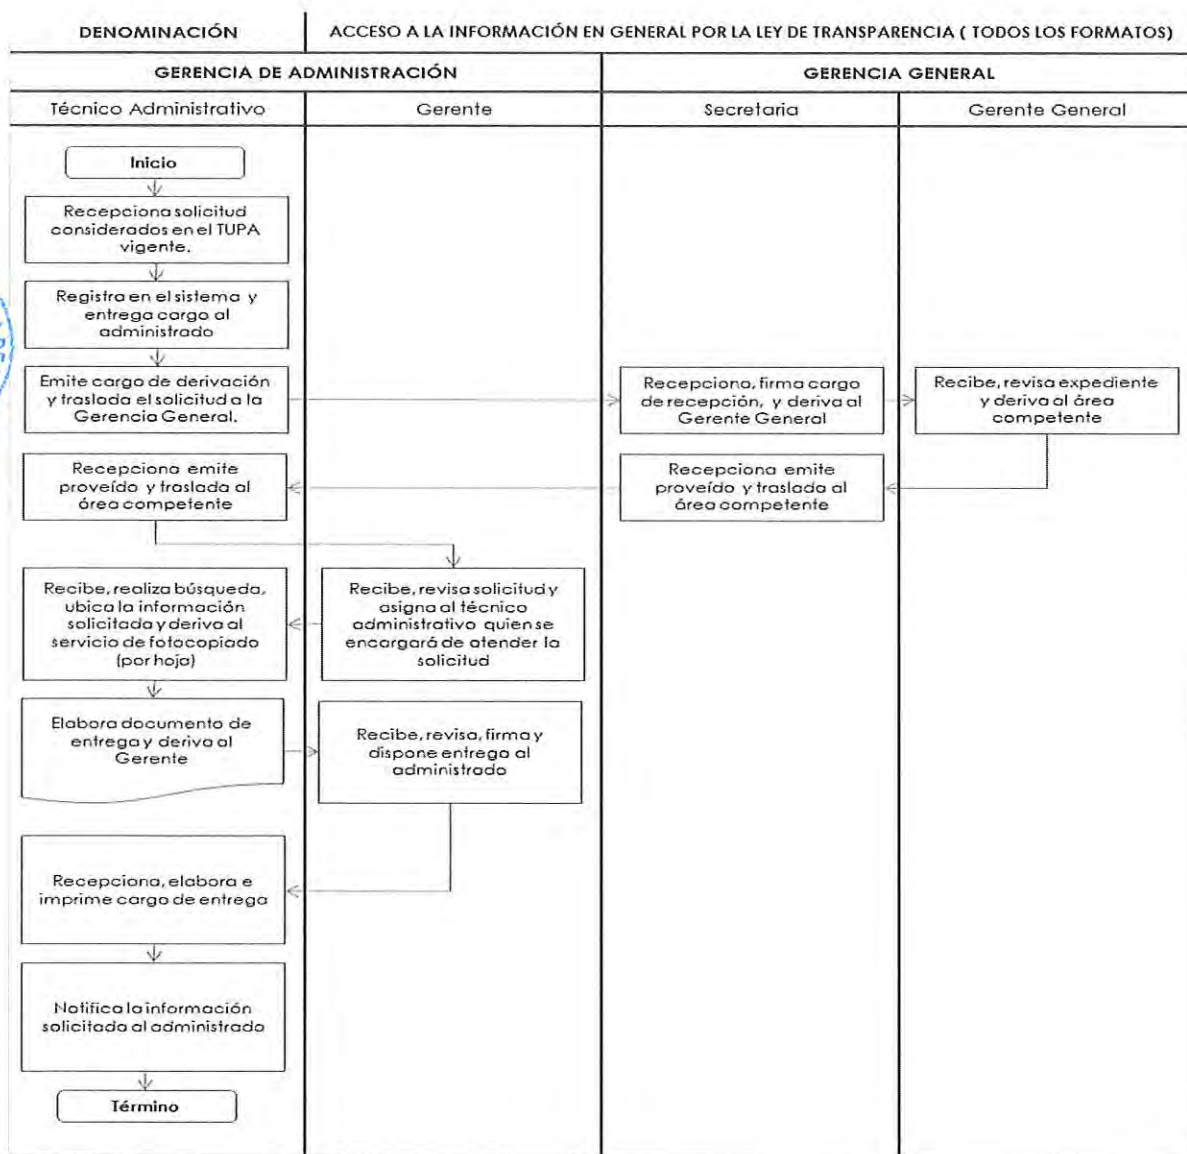 DENOMINACIÓN
ACCESO A LA INFORMACIÓN EN GENERAL POR LA LEY DE TRANSPARENCIA ( TODOS LOS FORMATOS)
GERENCIA DE ADMINISTRACIÓN
GERENCIA GENERAL
Técnico Administrativo
Gerente
Secretaria
Gerente General
Inicio
Recepciona solicitud
considerados en el TUPA
vigente.
Registra en el sistema y
entrega cargo al
administrado
Emite cargo de derivación
y traslada el solicitud a la
Gerencia General.
Recepciona, firma cargo
de recepción, y deriva al
Gerente General
Recibe, revisa expediente
y deriva al área
competente
Recepciona emite
proveído y traslada al
área competente
Recepciona emite
proveído y traslada al
área competente
Recibe, revisa solicitud y
asigna al técnico
administrativo quien se
encargará de atender la
solicitud
Recibe, realiza búsqueda,
ubica la información
solicitada y deriva al
servicio de fotocopiado
(por hoja)
Elabora documento de
entrega y deriva al
Gerente
Recibe, revisa, firma y
dispone entrega al
administrado
Recepciona, elabora e
imprime cargo de entrega
Notifica la información
solicitada al administrado
Término